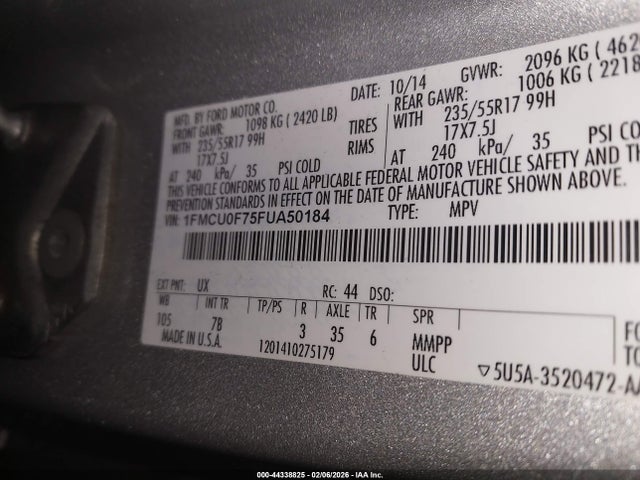 MFD. BY FORD MOTOR CO.
DATE: 10/14 GVWR: 2096 KG ( 462
FRONT GAWR: 1098 KG ( 2420 LB) REAR GAWR: 1006 KG ( 2218
WITH 235/55R17 99H TIRES WITH 235/55R17 99H
17X7.5J RIMS 17X7.5J
AT 240 kPa/ 35 PSI COLD AT 240 kPa/ 35 PSI CO
THIS VEHICLE CONFORMS TO ALL APPLICABLE FEDERAL MOTOR VEHICLE SAFETY AND TH
PREVENTION STANDARDS IN EFFECT ON THE DATE OF MANUFACTURE SHOWN
VIN: 1FMCU0F75FUA50184 TYPE: MPV
EXT PNT: UX RC: 44 DSO:
WB INT TR TP/PS R AXLE TR SPR
105 7B 3 35 6 MMPP
MADE IN U.S.A. 1201410275179 ULC
▽5U5A-3520472-AA
000-44338825 - 02/06/2026 - IAA Inc.